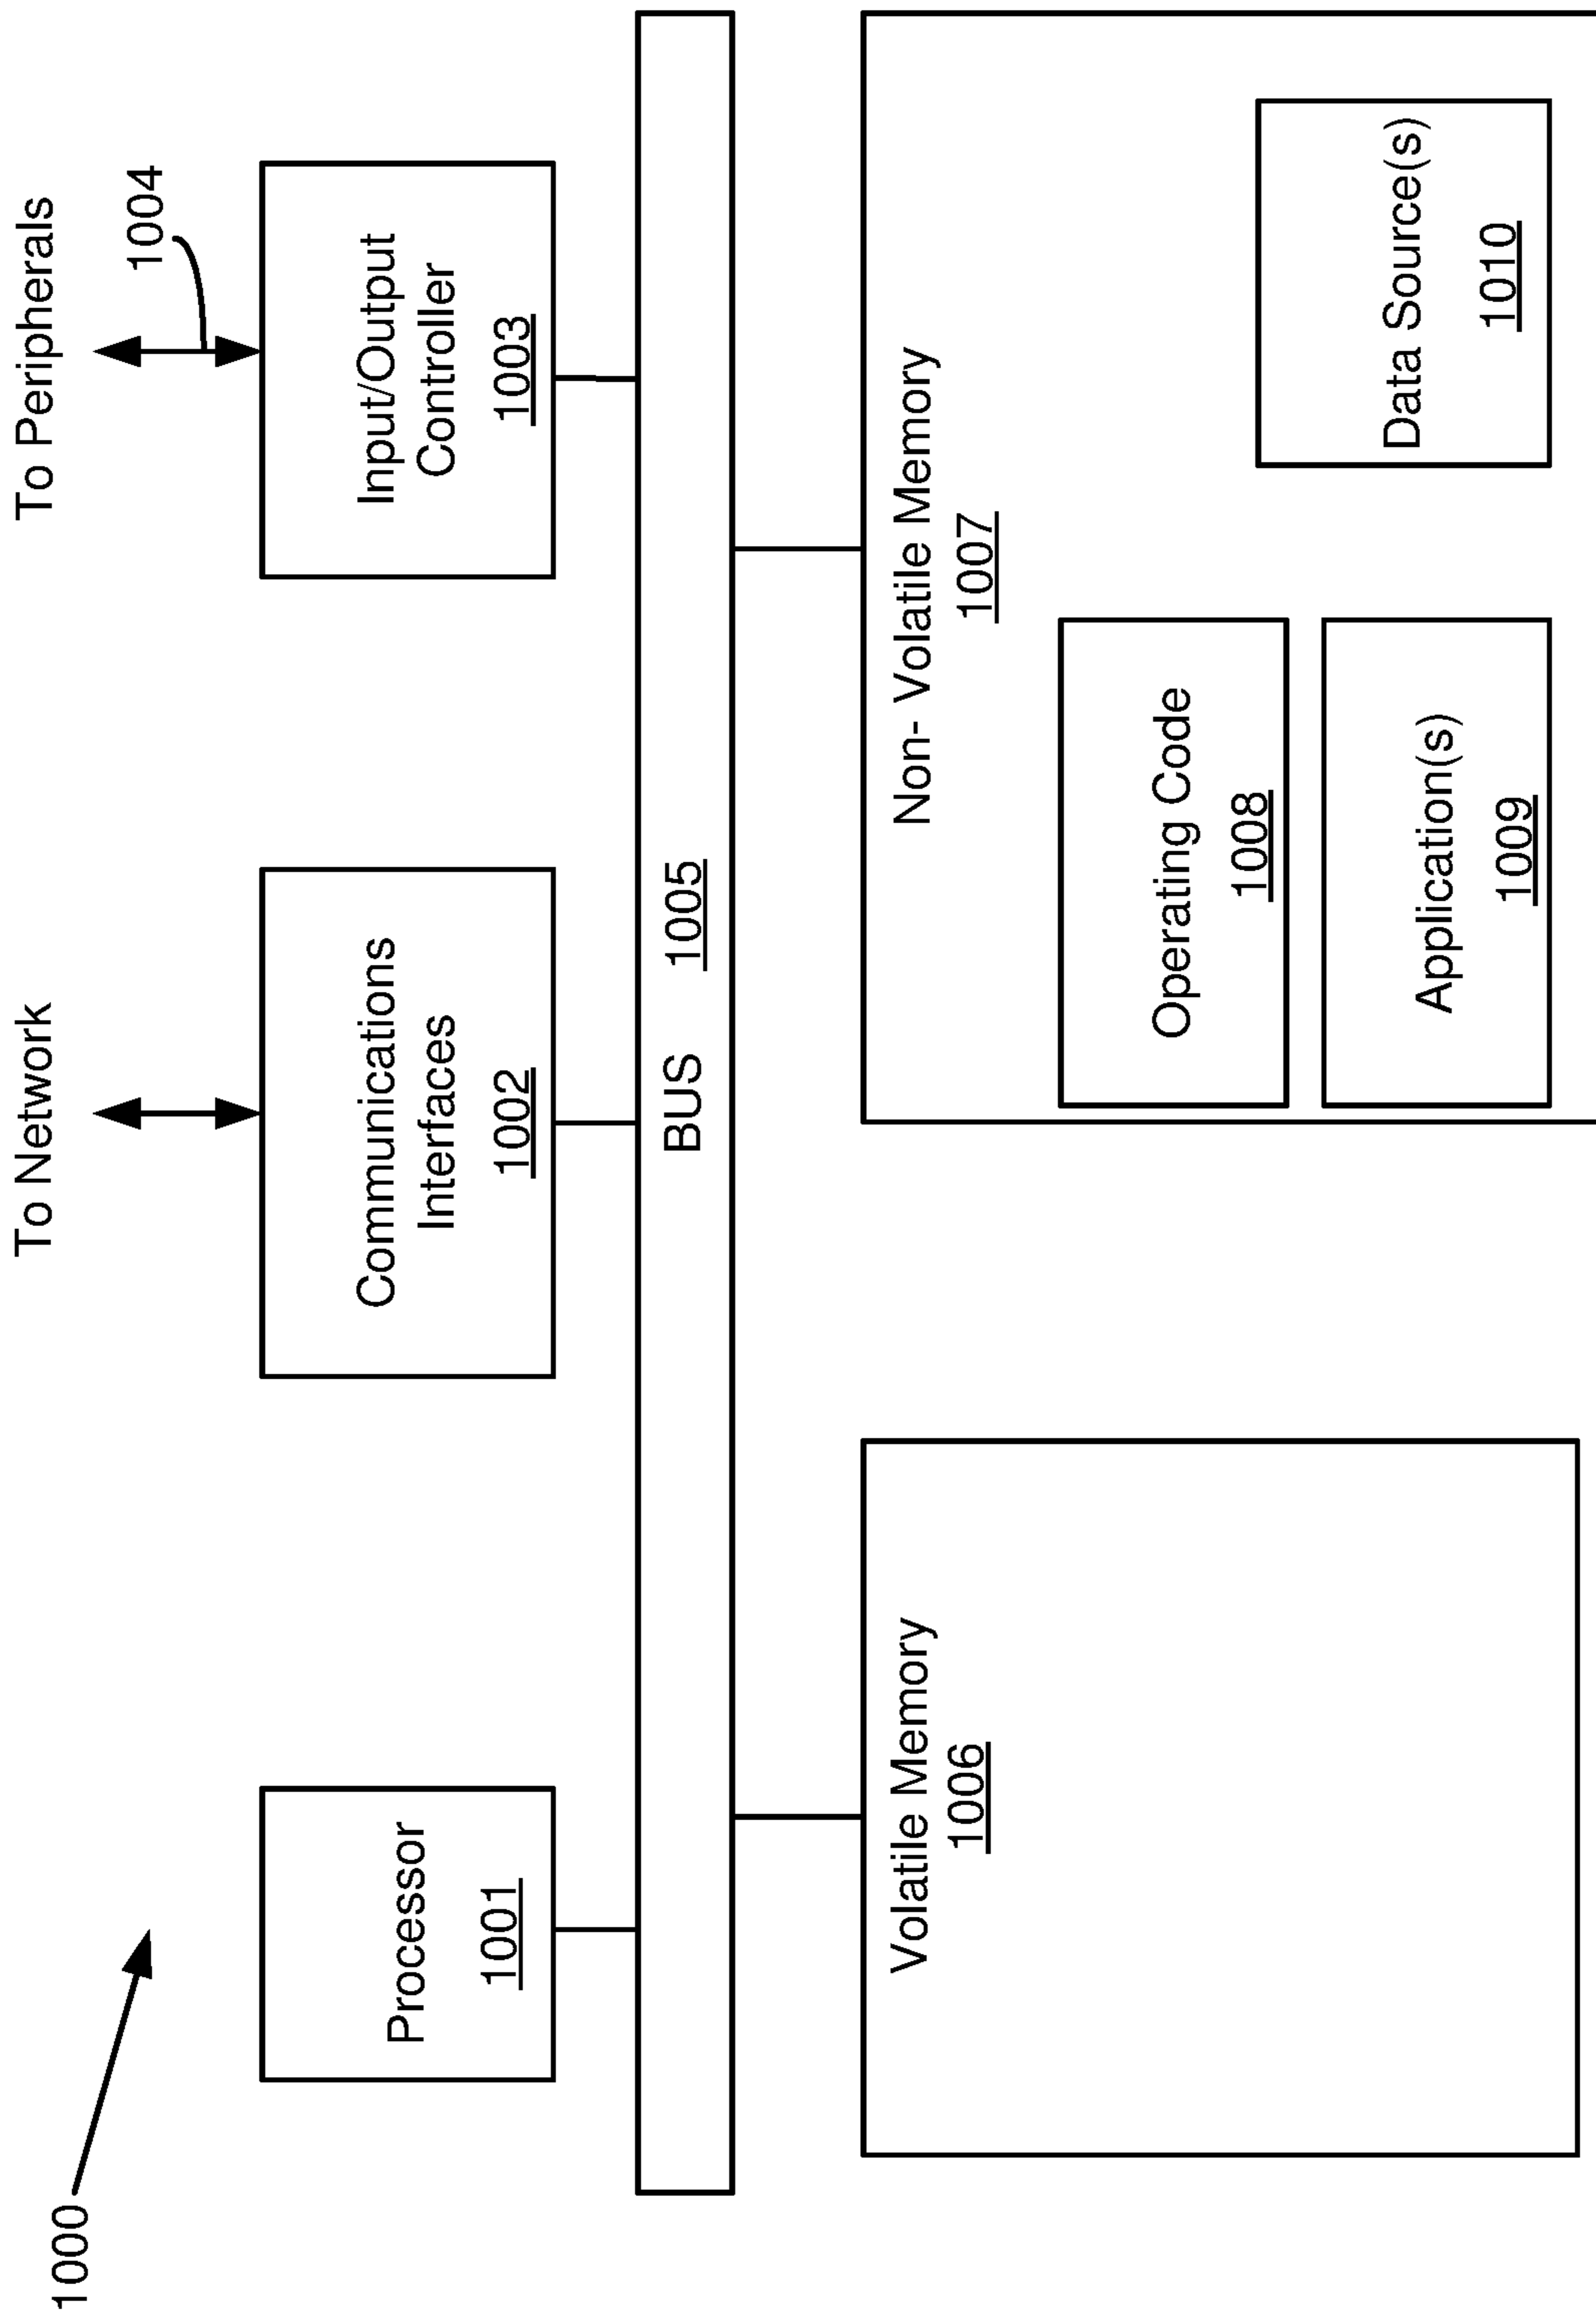 1000
To Network
To Peripherals
1004
Processor
1001
Communications
Interfaces
1002
Input/Output
Controller
1003
BUS 1005
Volatile Memory
1006
Non- Volatile Memory
1007
Operating Code
1008
Application(s)
1009
Data Source(s)
1010